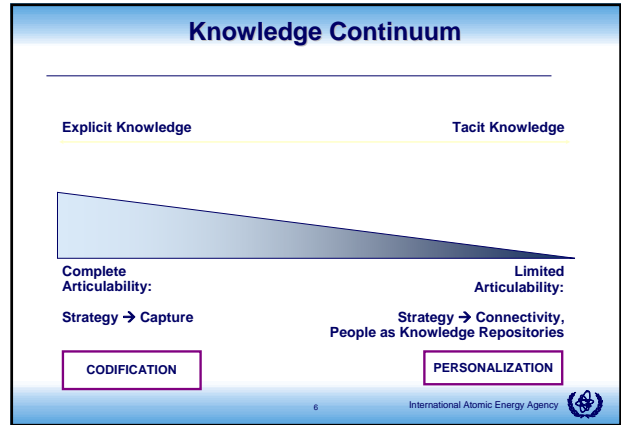 Knowledge Continuum
Explicit Knowledge
Tacit Knowledge
Complete
Articulability:
Strategy → Capture
Limited
Articulability:
Strategy → Connectivity,
People as Knowledge Repositories
CODIFICATION
PERSONALIZATION
6
International Atomic Energy Agency